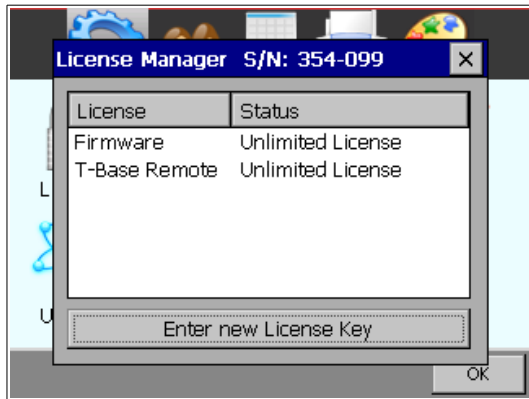 License Manager S/N: 354-099
License Status
Firmware Unlimited License
T-Base Remote Unlimited License
L
U
Enter new License Key
OK